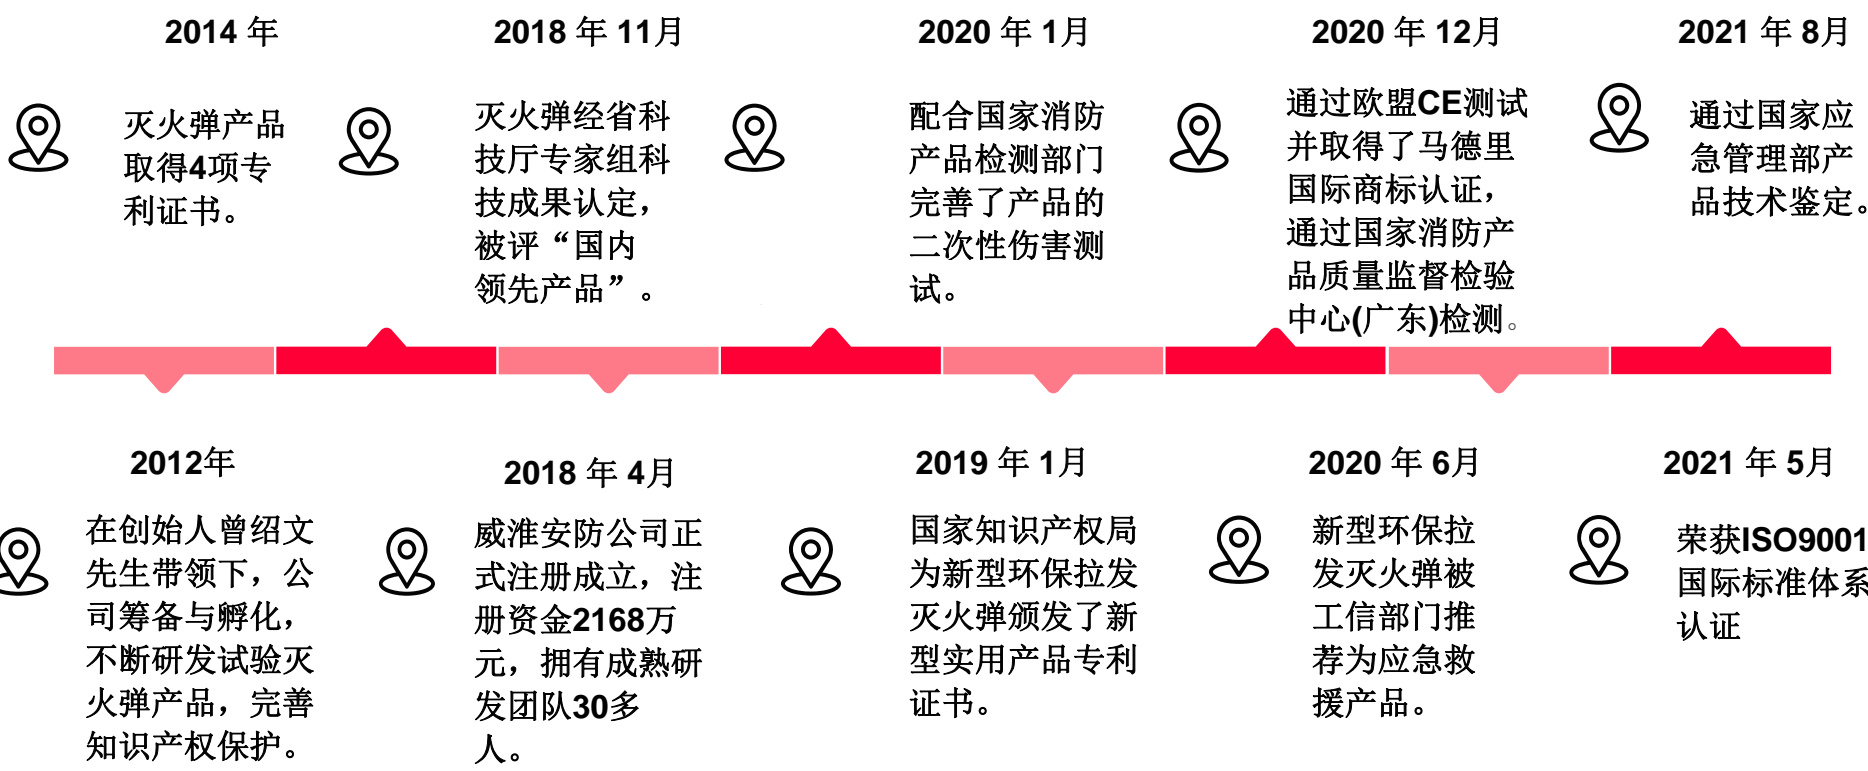 2014 年
灭火弹产品
取得4项专
利证书。
2018 年 11月
灭火弹经省科
技厅专家组科
技成果认定，
被评“国内
领先产品”。
2020 年 1月
配合国家消防
产品检测部门
完善了产品的
二次性伤害测
试。
2020 年 12月
通过欧盟CE测试
并取得了马德里
国际商标认证，
通过国家消防产
品质量监督检验
中心(广东)检测。
2021 年 8月
通过国家应
急管理部产
品技术鉴定。
2012年
在创始人曾绍文
先生带领下，公
司筹备与孵化，
不断研发试验灭
火弹产品，完善
知识产权保护。
2018 年 4月
威淮安防公司正
式注册成立，注
册资金2168万
元，拥有成熟研
发团队30多
人。
2019 年 1月
国家知识产权局
为新型环保拉发
灭火弹颁发了新
型实用产品专利
证书。
2020 年 6月
新型环保拉
发灭火弹被
工信部门推
荐为应急救
援产品。
2021 年 5月
荣获ISO9001
国际标准体系
认证